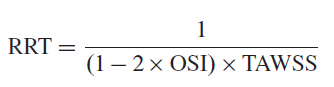 RRT = 1 / (1 – 2 × OSI) × TAWSS